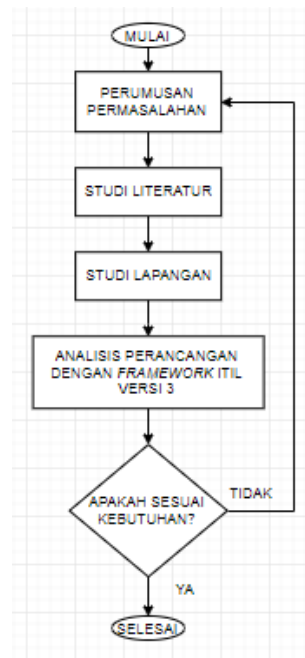 MULAI
PERUMUSAN
PERMASALAHAN
STUDI LITERATUR
STUDI LAPANGAN
ANALISIS PERANCANGAN
DENGAN FRAMEWORK ITIL
VERSI 3
APAKAH SESUAI
KEBUTUHAN?
TIDAK
YA
SELESAI